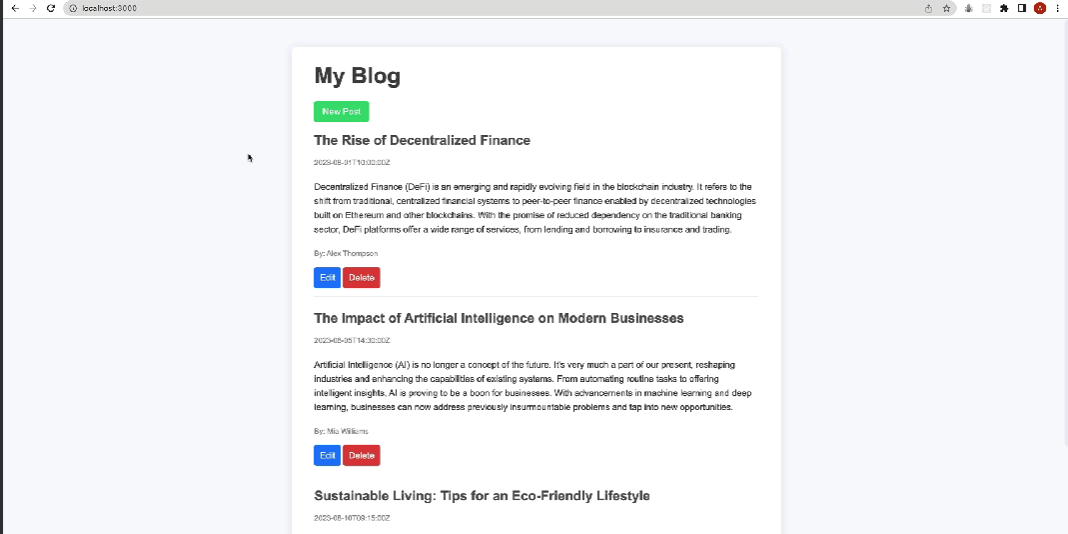 localhost:3000
A
My Blog
New Post
The Rise of Decentralized Finance
2023-08-01T10:00:00Z
Decentralized Finance (DeFi) is an emerging and rapidly evolving field in the blockchain industry. It refers to the
shift from traditional, centralized financial systems to peer-to-peer finance enabled by decentralized technologies
built on Ethereum and other blockchains. With the promise of reduced dependency on the traditional banking
sector, DeFi platforms offer a wide range of services, from lending and borrowing to insurance and trading.
By: Alex Thompson
Edit Delete
The Impact of Artificial Intelligence on Modern Businesses
2023-08-05T14:30:00Z
Artificial Intelligence (AI) is no longer a concept of the future. It's very much a part of our present, reshaping
industries and enhancing the capabilities of existing systems. From automating routine tasks to offering
intelligent insights, AI is proving to be a boon for businesses. With advancements in machine learning and deep
learning, businesses can now address previously insurmountable problems and tap into new opportunities.
By: Mia Williams
Edit Delete
Sustainable Living: Tips for an Eco-Friendly Lifestyle
2023-08-10T09:15:00Z